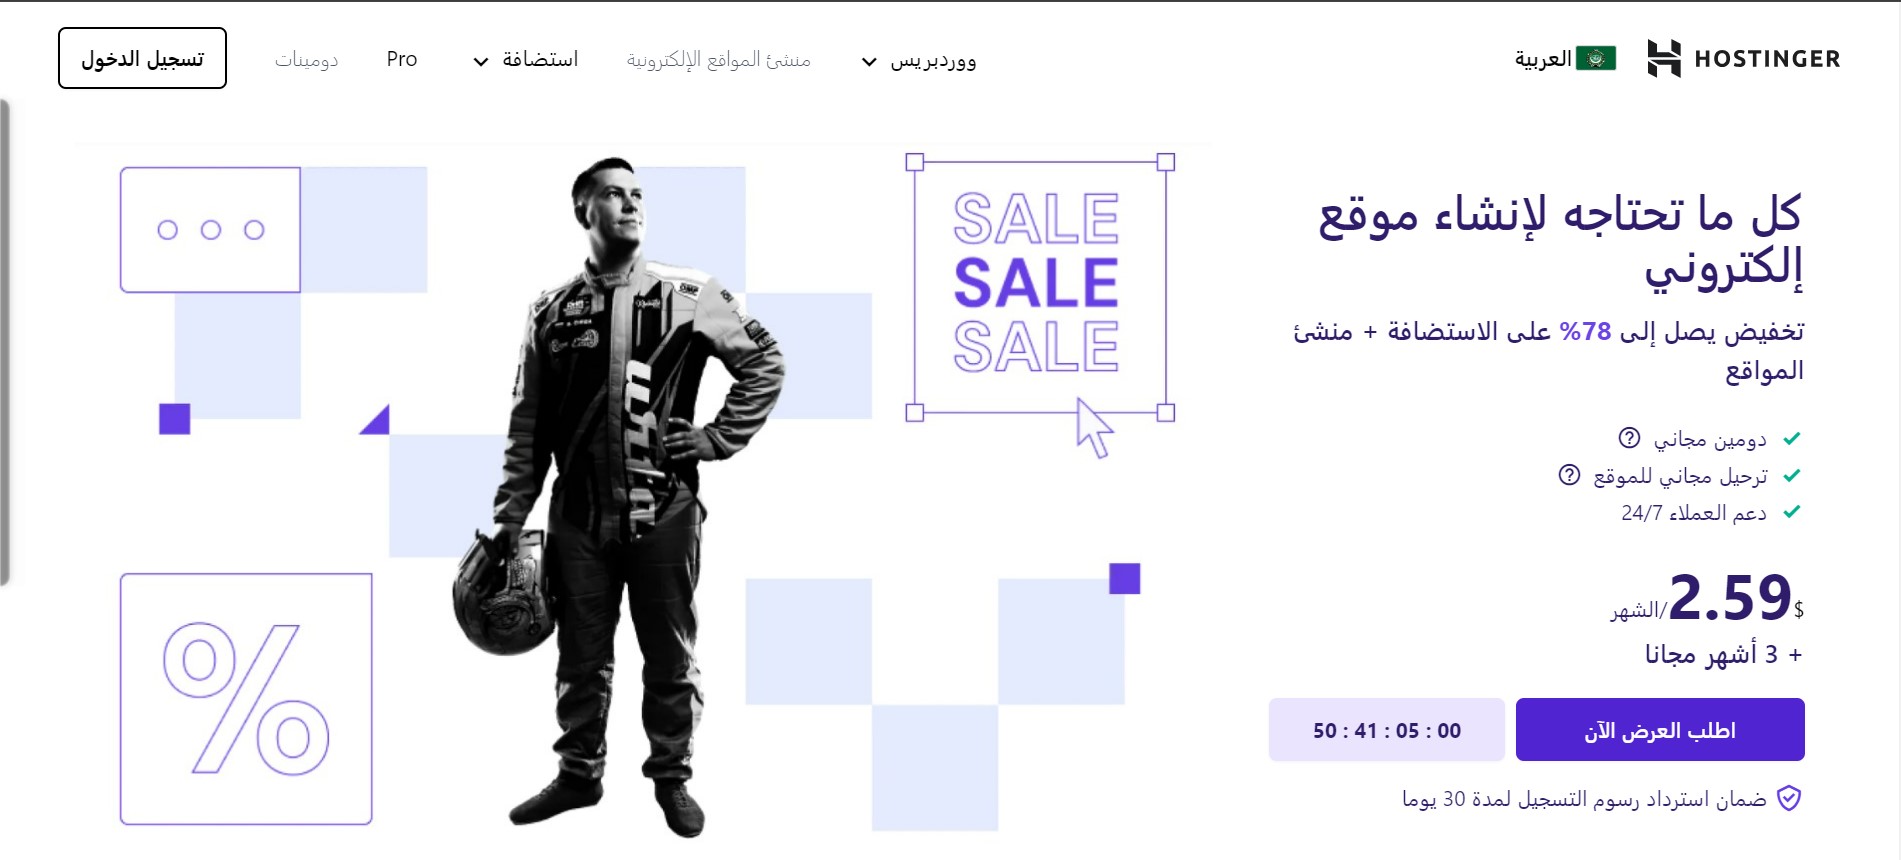 HOSTINGER
العربية
ووردبريس
منشئ المواقع الإلكترونية
استضافة
Pro
دومينات
تسجيل الدخول
كل ما تحتاجه لإنشاء موقع
إلكتروني
تخفيض يصل إلى 78% على الاستضافة + منشئ
المواقع
دومين مجاني
ترحيل مجاني للموقع
دعم العملاء 24/7
$2.59/الشهر
+ 3 أشهر مجانا
اطلب العرض الآن
50 : 41 : 05 : 00
ضمان استرداد رسوم التسجيل لمدة 30 يوما
SALE
SALE
SALE
%